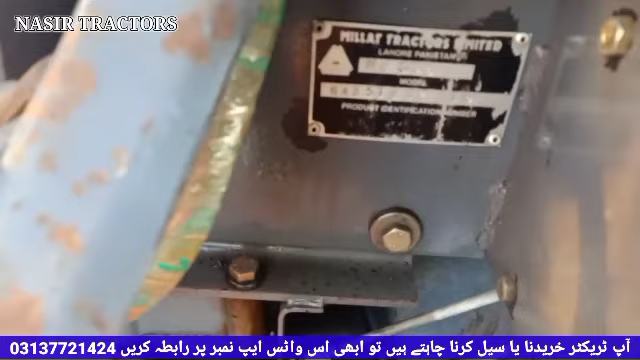 NASIR TRACTORS
MILLAT TRACTORS LIMITED
LAHORE PAKISTAN
MODEL
PRODUCT IDENTIFICATION NUMBER
آپ ٹریکٹر خریدنا یا سیل کرنا چاہتے ہیں تو ابھی اس واٹس ایپ نمبر پر رابطہ کریں 03137721424